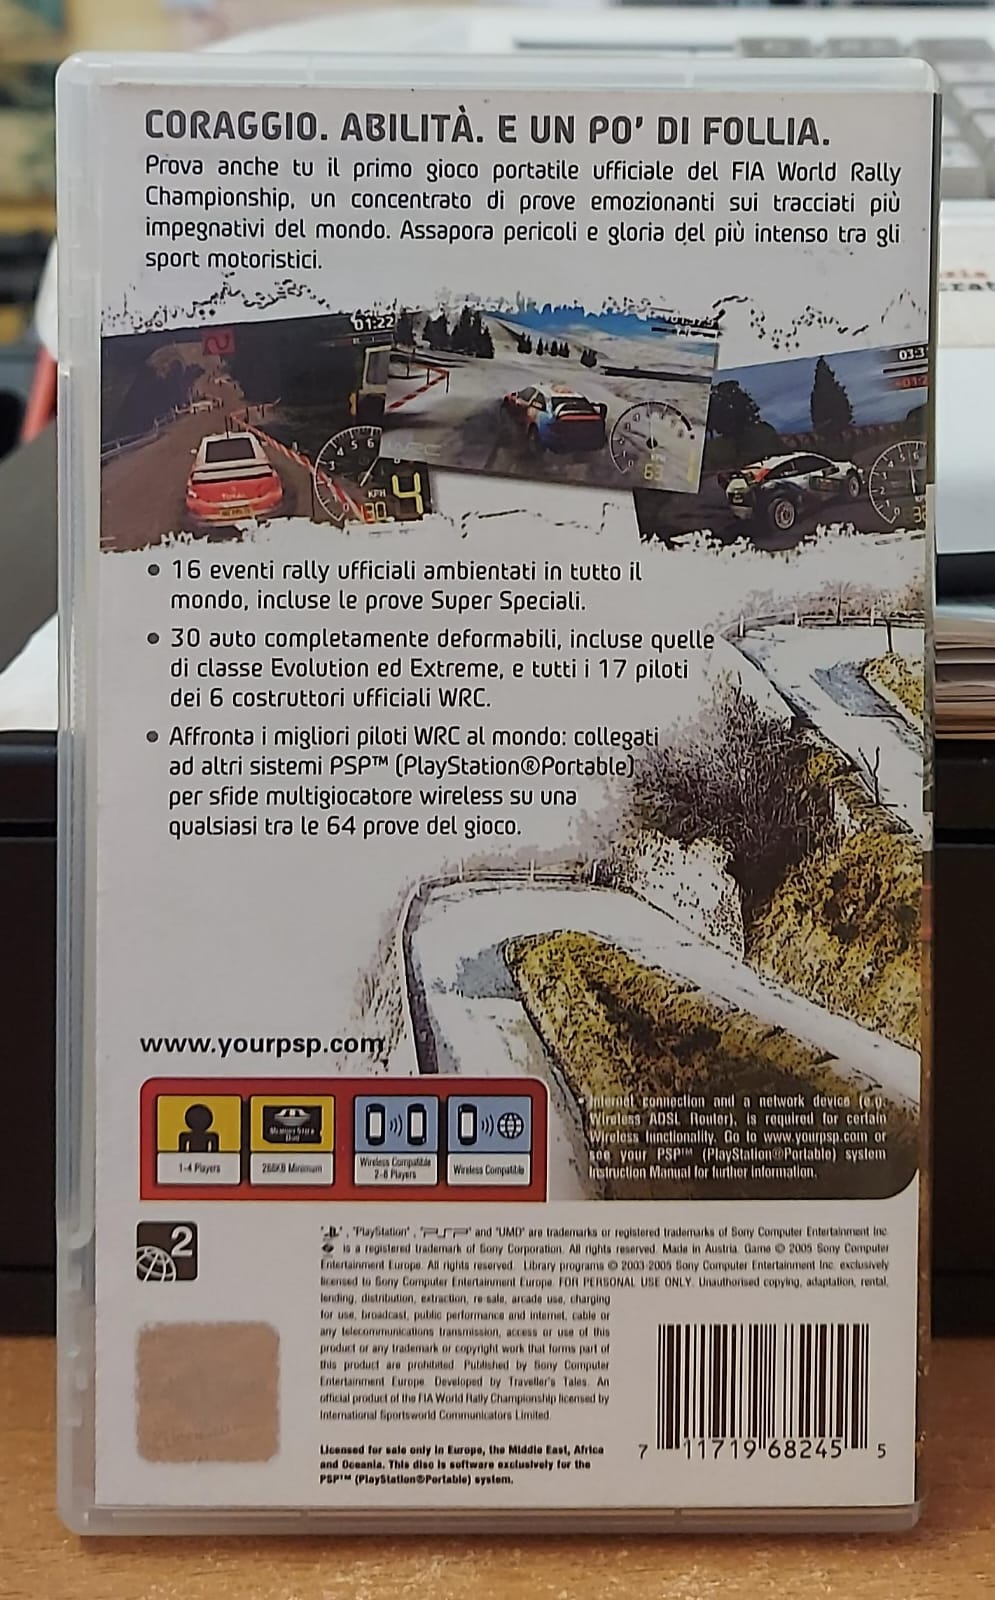 CORAGGIO. ABILITÀ. E UN PO' DI FOLLIA.
Prova anche tu il primo gioco portatile ufficiale del FIA World Rally
Championship, un concentrato di prove emozionanti sui tracciati più
impegnativi del mondo. Assapora pericoli e gloria del più intenso tra gli
sport motoristici.
01:22
4 5 6
KPH
30
4
WRC
KPH
63
03:3
• 16 eventi rally ufficiali ambientati in tutto il
mondo, incluse le prove Super Speciali.
• 30 auto completamente deformabili, incluse quelle
di classe Evolution ed Extreme, e tutti i 17 piloti
dei 6 costruttori ufficiali WRC.
• Affronta i migliori piloti WRC al mondo: collegati
ad altri sistemi PSP™ (PlayStation®Portable)
per sfide multigiocatore wireless su una
qualsiasi tra le 64 prove del gioco.
www.yourpsp.com
1-4 Players
Minimum
Wireless Compatible
2-8 Players
Wireless Compatible
Internet connection and a network device (e.g.
Wireless ADSL Router), is required for certain
Wireless functionality. Go to www.yourpsp.com or
see your PSP™ (PlayStation®Portable) system
Instruction Manual for further information.
2
"PlayStation", "PSP" and "UMD" are trademarks or registered trademarks of Sony Computer Entertainment Inc.
is a registered trademark of Sony Corporation. All rights reserved. Made in Austria. Game © 2005 Sony Computer
Entertainment Europe. All rights reserved. Library programs © 2003-2005 Sony Computer Entertainment Inc. exclusively
licensed to Sony Computer Entertainment Europe. FOR PERSONAL USE ONLY. Unauthorised copying, adaptation, rental,
lending, distribution, extraction, re-sale, arcade use, charging
for use, broadcast, public performance and internet, cable or
any telecommunications transmission, access or use of this
product or any trademark or copyright work that forms part of
this product are prohibited. Published by Sony Computer
Entertainment Europe. Developed by Traveller's Tales. An
official product of the FIA World Rally Championship licensed by
International Sportsworld Communicators Limited.
Licensed for sale only in Europe, the Middle East, Africa
and Oceania. This disc is software exclusively for the
PSP™ (PlayStation®Portable) system.
7 11719 68245 5